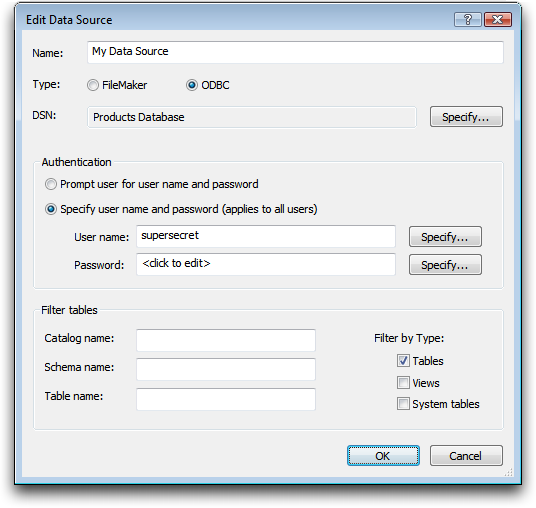 Edit Data Source
Name: My Data Source
Type: FileMaker ODBC
DSN: Products Database Specify...
Authentication
Prompt user for user name and password
Specify user name and password (applies to all users)
User name: supersecret Specify...
Password: <click to edit> Specify...
Filter tables
Catalog name: Filter by Type:
Tables
Schema name:
Views
Table name: System tables
OK Cancel